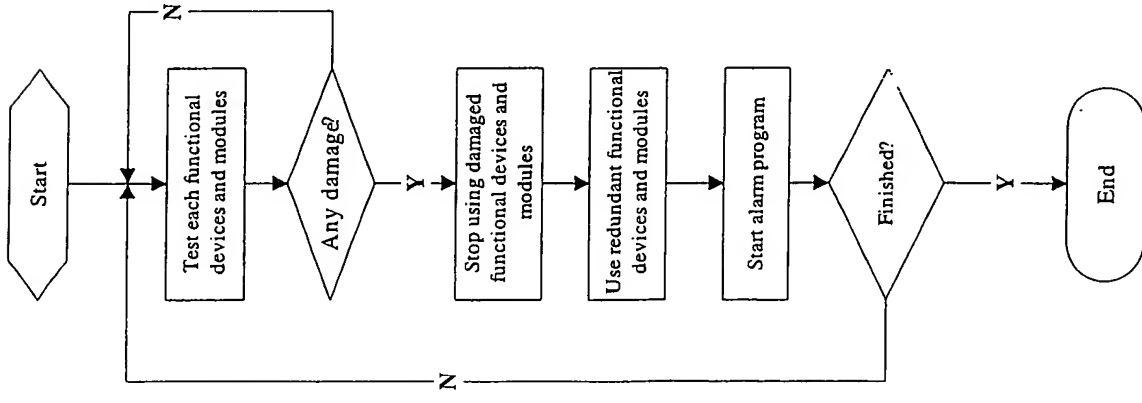 Start
N
Test each functional
devices and modules
Any damage?
Y
Stop using damaged
functional devices and
modules
Use redundant functional
devices and modules
Start alarm program
Finished?
N
Y
End